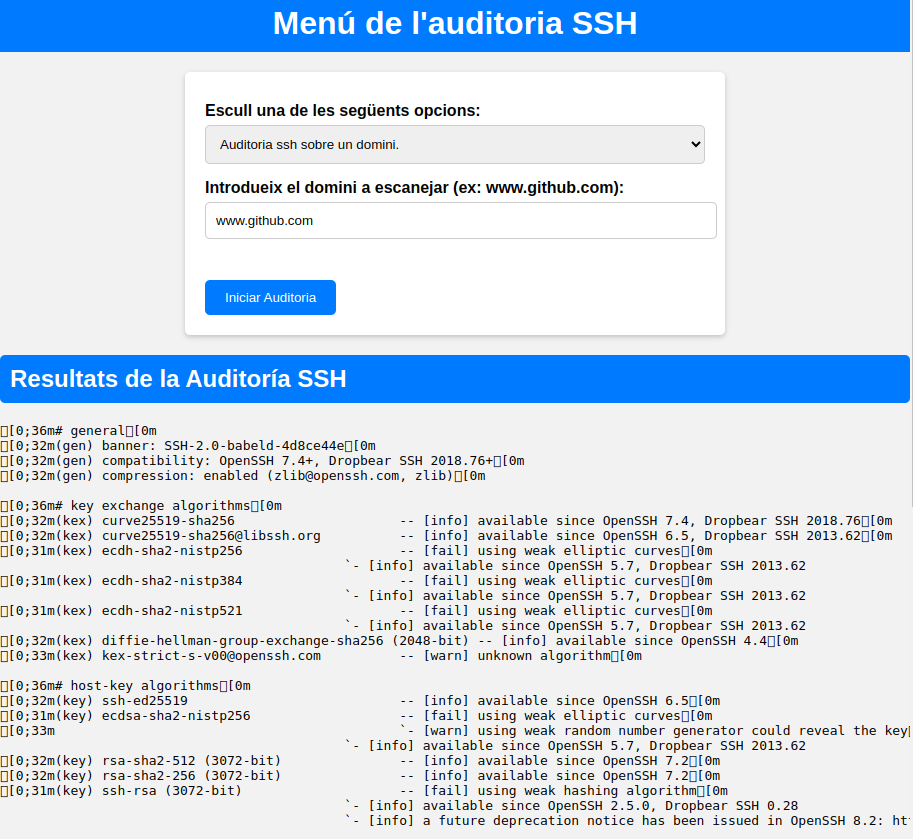 Menú de l'auditoria SSH
Escull una de les següents opcions:
Auditoria ssh sobre un domini.
Introdueix el domini a escanejar (ex: www.github.com):
www.github.com
Iniciar Auditoria
Resultats de la Auditoría SSH
[0;36m# general[0m
[0;32m(gen) banner: SSH-2.0-babeld-4d8ce44e[0m
[0;32m(gen) compatibility: OpenSSH 7.4+, Dropbear SSH 2018.76+[0m
[0;32m(gen) compression: enabled (zlib@openssh.com, zlib)[0m
[0;36m# key exchange algorithms[0m
[0;32m(kex) curve25519-sha256 -- [info] available since OpenSSH 7.4, Dropbear SSH 2018.76[0m
[0;32m(kex) curve25519-sha256@libssh.org -- [info] available since OpenSSH 6.5, Dropbear SSH 2013.62[0m
[0;31m(kex) ecdh-sha2-nistp256 -- [fail] using weak elliptic curves[0m
`- [info] available since OpenSSH 5.7, Dropbear SSH 2013.62
[0;31m(kex) ecdh-sha2-nistp384 -- [fail] using weak elliptic curves[0m
`- [info] available since OpenSSH 5.7, Dropbear SSH 2013.62
[0;31m(kex) ecdh-sha2-nistp521 -- [fail] using weak elliptic curves[0m
`- [info] available since OpenSSH 5.7, Dropbear SSH 2013.62
[0;32m(kex) diffie-hellman-group-exchange-sha256 (2048-bit) -- [info] available since OpenSSH 4.4[0m
[0;33m(kex) kex-strict-s-v00@openssh.com -- [warn] unknown algorithm[0m
[0;36m# host-key algorithms[0m
[0;32m(key) ssh-ed25519 -- [info] available since OpenSSH 6.5[0m
[0;31m(key) ecdsa-sha2-nistp256 -- [fail] using weak elliptic curves[0m
[0;33m `- [warn] using weak random number generator could reveal the key
`- [info] available since OpenSSH 5.7, Dropbear SSH 2013.62
[0;32m(key) rsa-sha2-512 (3072-bit) -- [info] available since OpenSSH 7.2[0m
[0;32m(key) rsa-sha2-256 (3072-bit) -- [info] available since OpenSSH 7.2[0m
[0;31m(key) ssh-rsa (3072-bit) -- [fail] using weak hashing algorithm[0m
`- [info] available since OpenSSH 2.5.0, Dropbear SSH 0.28
`- [info] a future deprecation notice has been issued in OpenSSH 8.2: